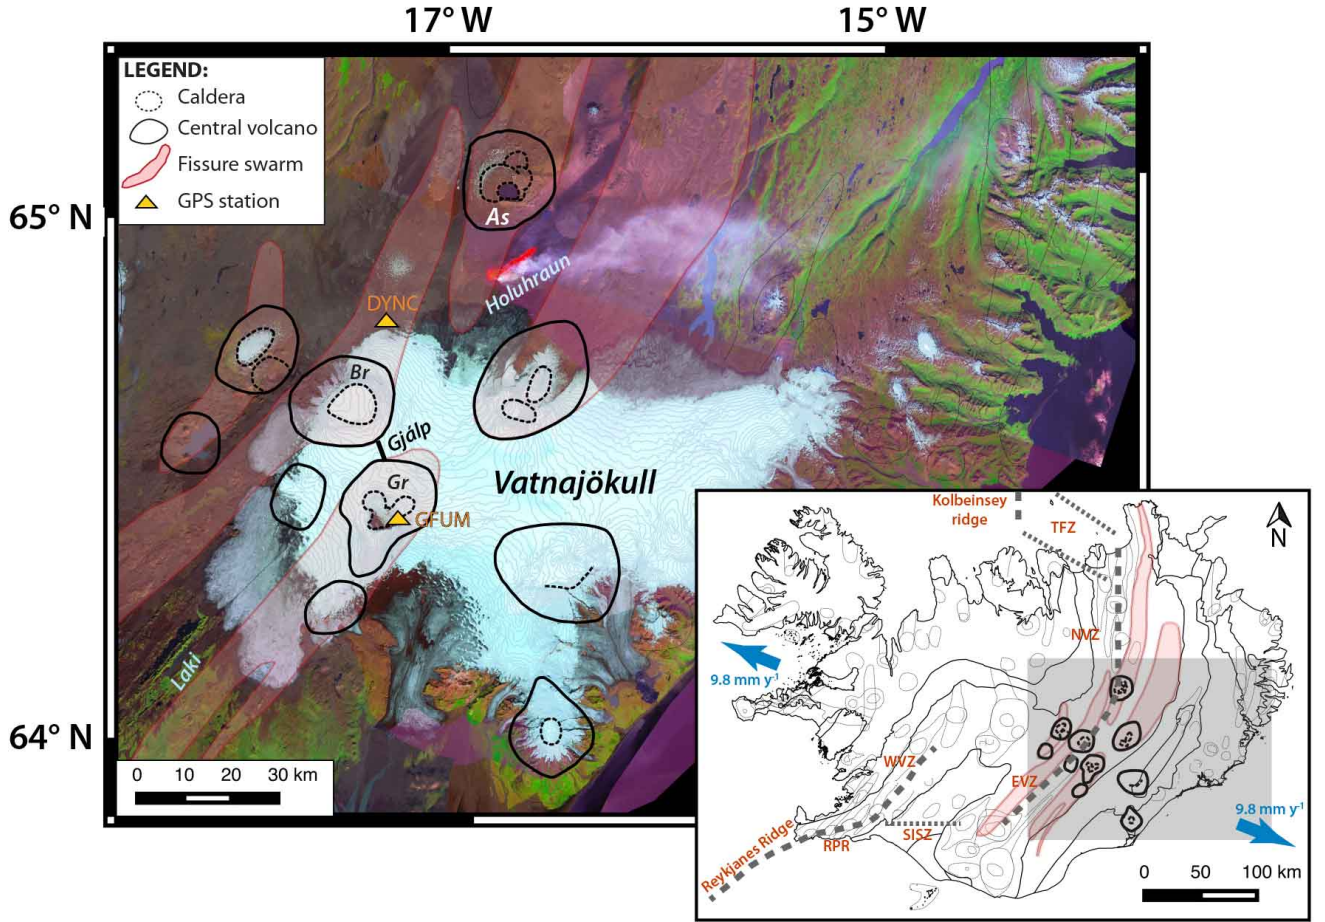 17° W
15° W
LEGEND:
Caldera
Central volcano
Fissure swarm
GPS station
65° N
As
Holuhraun
DYNC
Br
Gjálp
Gr
GFUM
Vatnajökull
Laki
64° N
0 10 20 30 km
Kolbeinsey
ridge
TFZ
N
NVZ
9.8 mm y⁻¹
WVZ
EVZ
9.8 mm y⁻¹
SISZ
RPR
Reykjanes Ridge
0 50 100 km